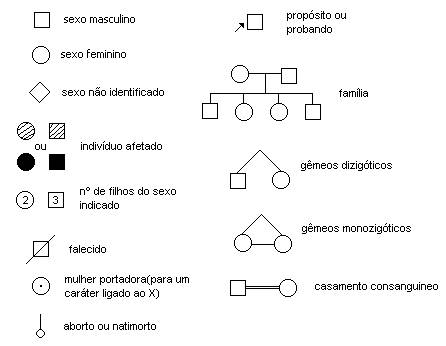 sexo masculino
sexo feminino
sexo não identificado
ou
indivíduo afetado
2
3
nº de filhos do sexo
indicado
falecido
mulher portadora(para um
caráter ligado ao X)
aborto ou natimorto
propósito ou
probando
família
gêmeos dizigóticos
gêmeos monozigóticos
casamento consanguineo